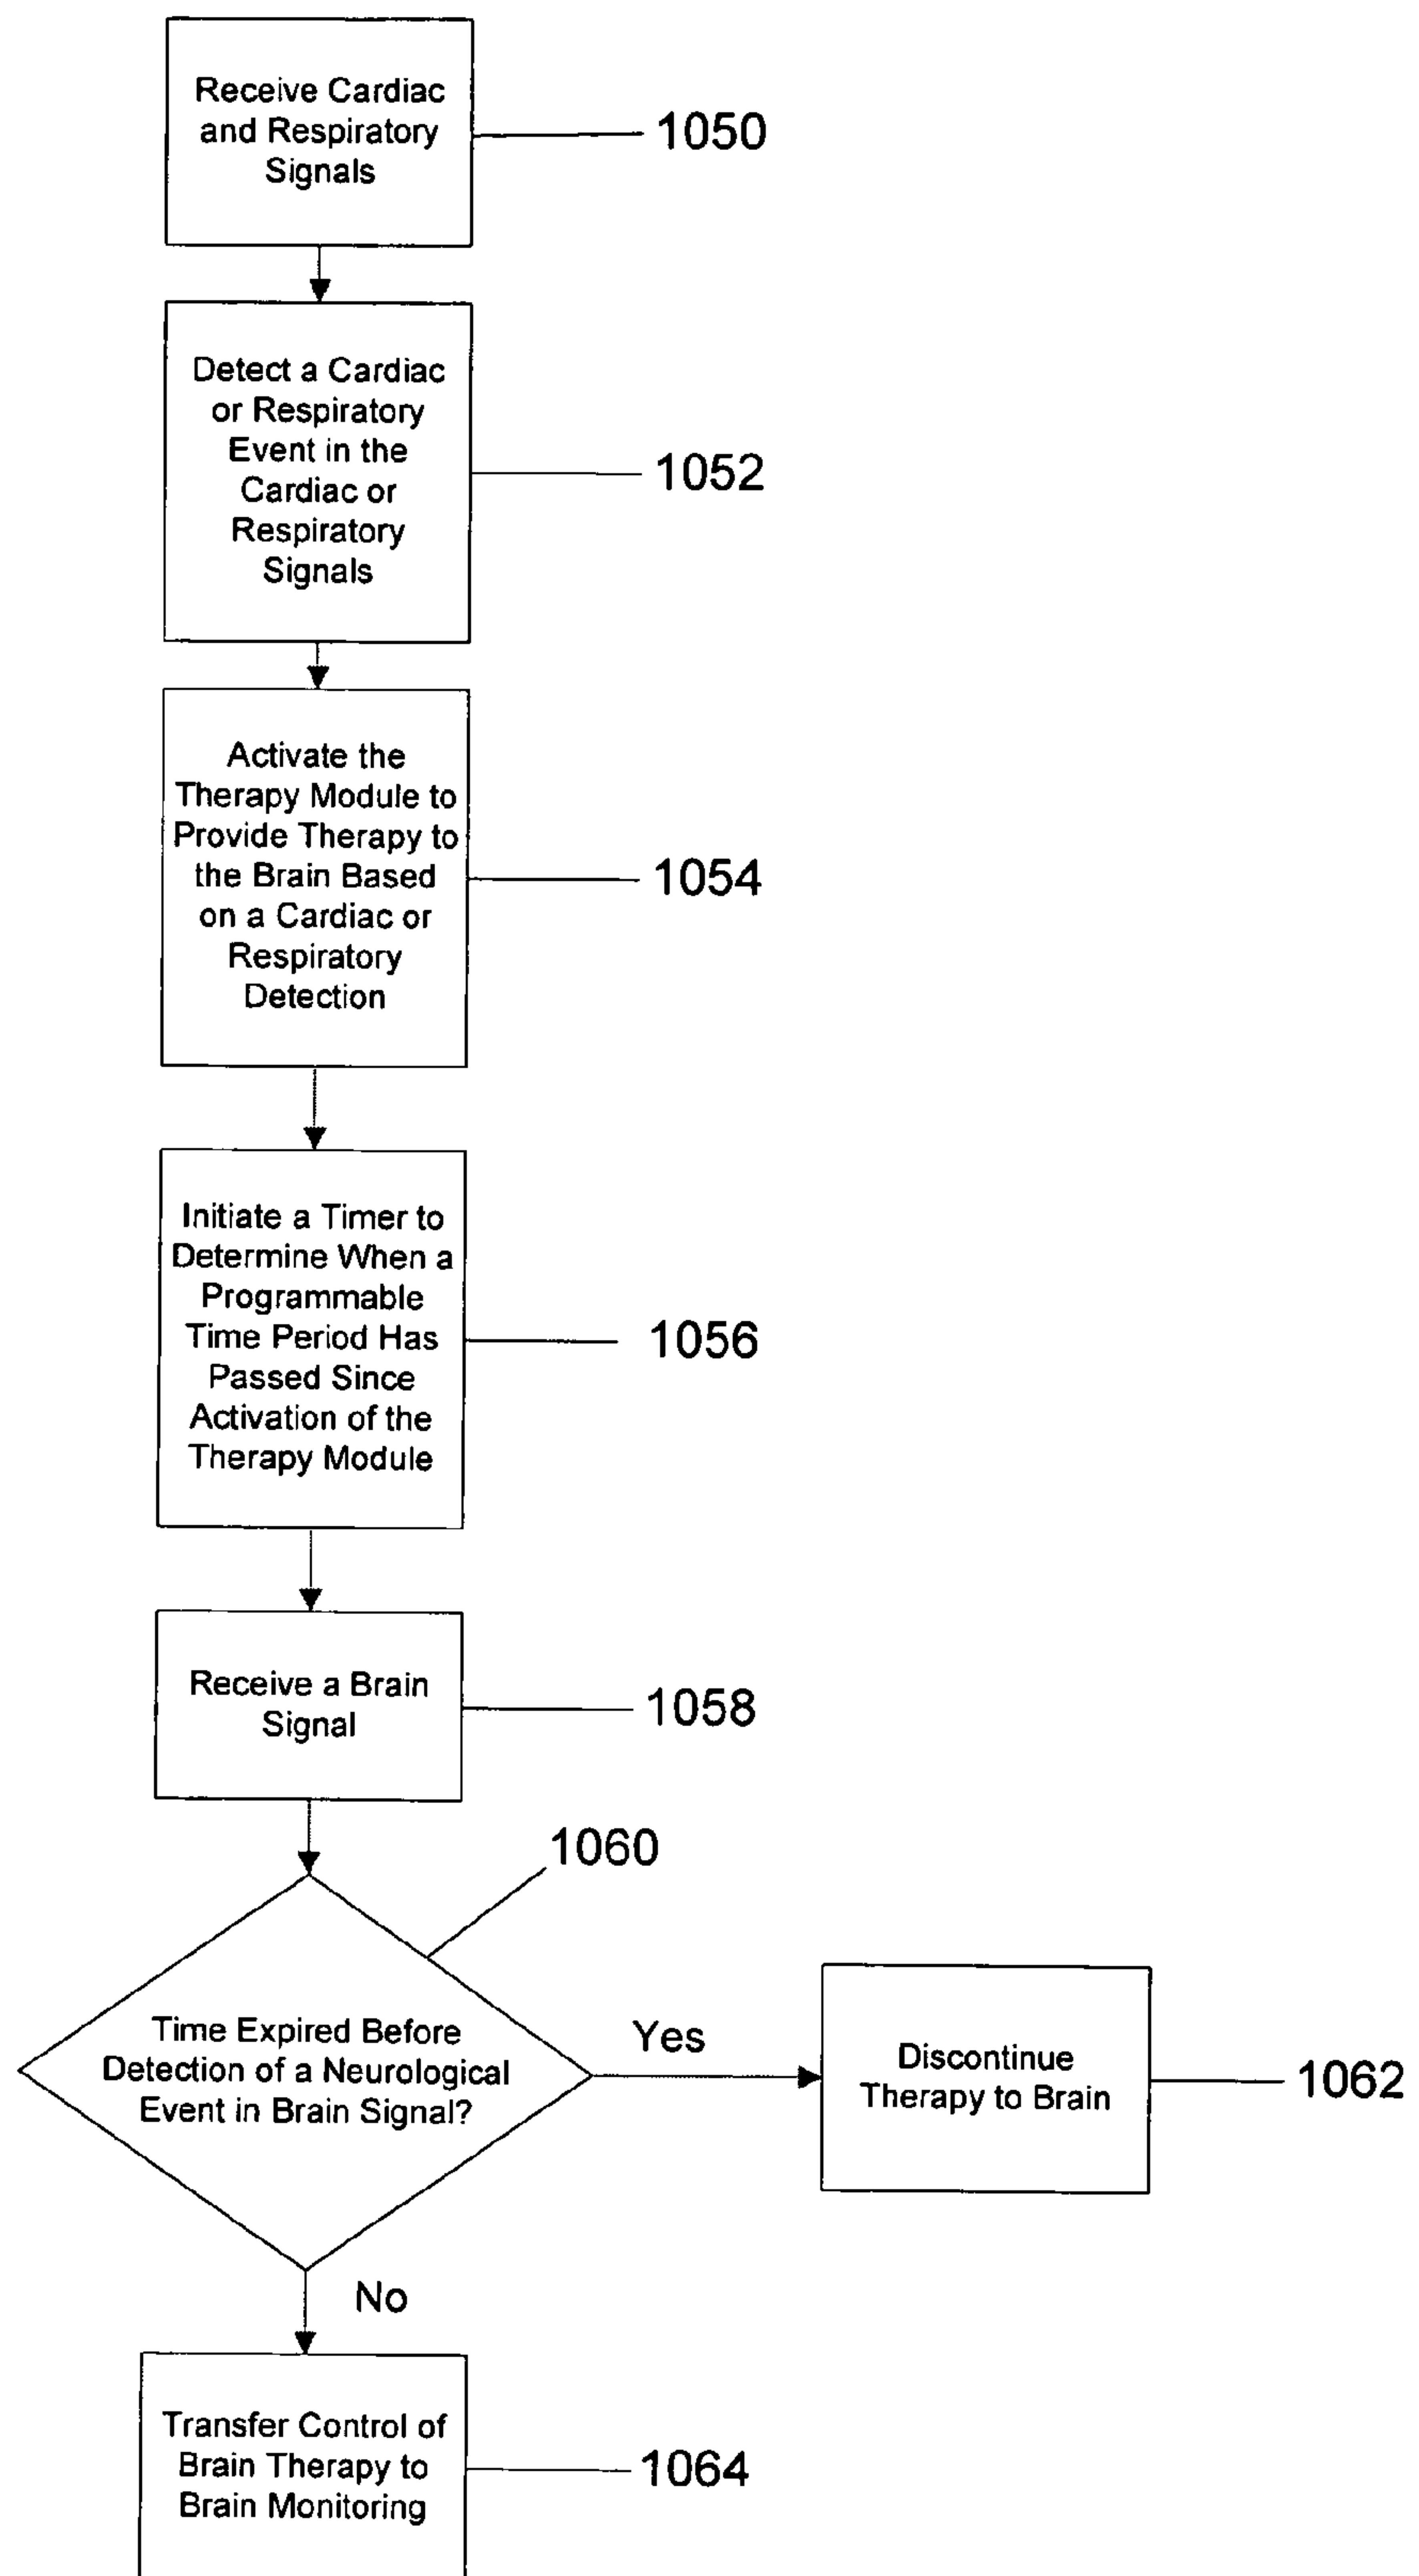 Receive Cardiac
and Respiratory
Signals
1050
Detect a Cardiac
or Respiratory
Event in the
Cardiac or
Respiratory
Signals
1052
Activate the
Therapy Module to
Provide Therapy to
the Brain Based
on a Cardiac or
Respiratory
Detection
1054
Initiate a Timer to
Determine When a
Programmable
Time Period Has
Passed Since
Activation of the
Therapy Module
1056
Receive a Brain
Signal
1058
1060
Time Expired Before
Detection of a Neurological
Event in Brain Signal?
Yes
Discontinue
Therapy to Brain
1062
No
Transfer Control of
Brain Therapy to
Brain Monitoring
1064